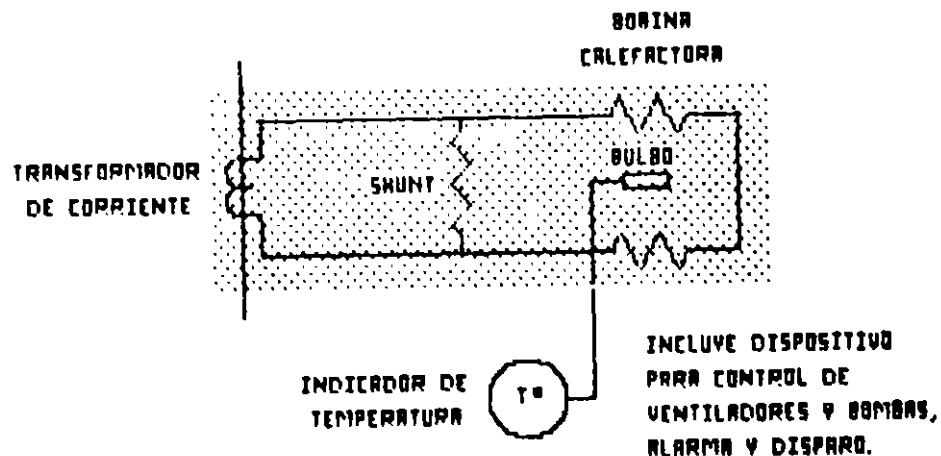 BOBINA
CALEFACTORA
TRANSFORMADOR
DE CORRIENTE
SHUNT
BULBO
INDICADOR DE
TEMPERATURA
Tª
INCLUYE DISPOSITIVO
PARA CONTROL DE
VENTILADORES Y BOMBAS,
ALARMA Y DISPARO.